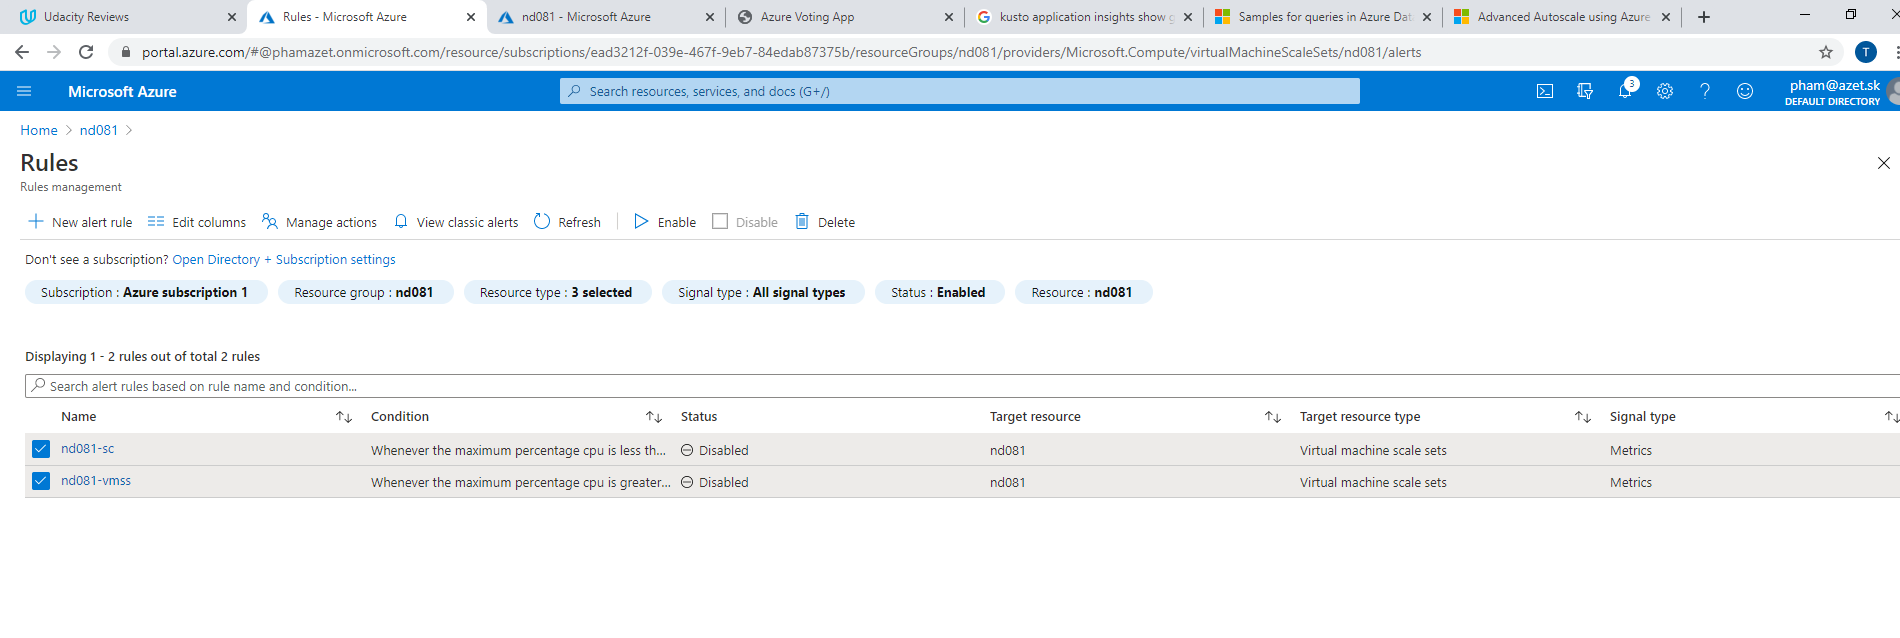 Udacity Reviews
Rules - Microsoft Azure
nd081 - Microsoft Azure
Azure Voting App
kusto application insights show g
Samples for queries in Azure Dat
Advanced Autoscale using Azure
portal.azure.com/#@phamazet.onmicrosoft.com/resource/subscriptions/ead3212f-039e-467f-9eb7-84edab87375b/resourceGroups/nd081/providers/Microsoft.Compute/virtualMachineScaleSets/nd081/alerts
T
Microsoft Azure
Search resources, services, and docs (G+/)
3
pham@azet.sk
DEFAULT DIRECTORY
Home > nd081 >
Rules
Rules management
New alert rule
Edit columns
Manage actions
View classic alerts
Refresh
Enable
Disable
Delete
Don't see a subscription? Open Directory + Subscription settings
Subscription : Azure subscription 1
Resource group : nd081
Resource type : 3 selected
Signal type : All signal types
Status : Enabled
Resource : nd081
Displaying 1 - 2 rules out of total 2 rules
Search alert rules based on rule name and condition...
Name Condition Status Target resource Target resource type Signal type
nd081-sc Whenever the maximum percentage cpu is less th... Disabled nd081 Virtual machine scale sets Metrics
nd081-vmss Whenever the maximum percentage cpu is greater... Disabled nd081 Virtual machine scale sets Metrics